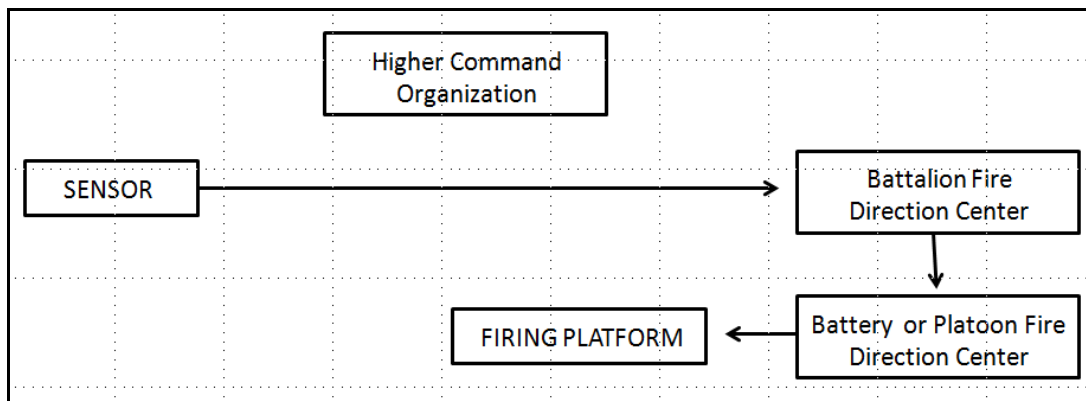 Higher Command
Organization
SENSOR
Battalion Fire
Direction Center
FIRING PLATFORM
Battery or Platoon Fire
Direction Center